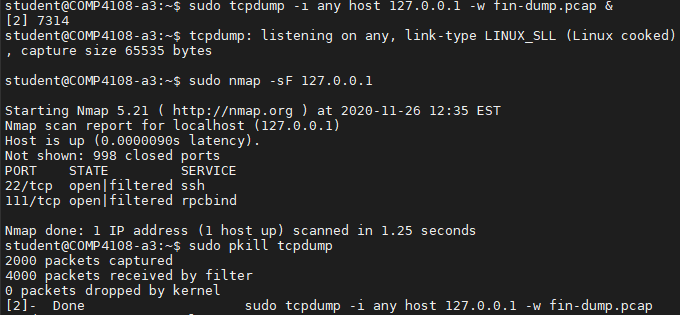 student@COMP4108-a3:~$ sudo tcpdump -i any host 127.0.0.1 -w fin-dump.pcap &
[2] 7314
student@COMP4108-a3:~$ tcpdump: listening on any, link-type LINUX_SLL (Linux cooked)
, capture size 65535 bytes
student@COMP4108-a3:~$ sudo nmap -sF 127.0.0.1
Starting Nmap 5.21 ( http://nmap.org ) at 2020-11-26 12:35 EST
Nmap scan report for localhost (127.0.0.1)
Host is up (0.0000090s latency).
Not shown: 998 closed ports
PORT    STATE         SERVICE
22/tcp  open|filtered ssh
111/tcp open|filtered rpcbind
Nmap done: 1 IP address (1 host up) scanned in 1.25 seconds
student@COMP4108-a3:~$ sudo pkill tcpdump
2000 packets captured
4000 packets received by filter
0 packets dropped by kernel
[2]-  Done                    sudo tcpdump -i any host 127.0.0.1 -w fin-dump.pcap